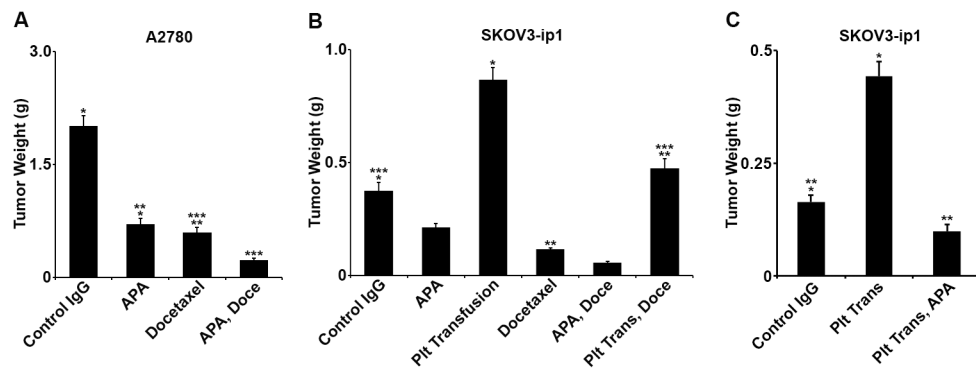 A
A2780
Tumor Weight (g)
3.0
1.5
0
*
**
*
***
**
***
Control IgG
APA
Docetaxel
APA, Doce
B
SKOV3-ip1
Tumor Weight (g)
1.0
0.5
0
***
*
*
**
***
**
Control IgG
APA
Plt Transfusion
Docetaxel
APA, Doce
Plt Trans, Doce
C
SKOV3-ip1
Tumor Weight (g)
0.5
0.25
0
**
*
*
**
Control IgG
Plt Trans
Plt Trans, APA